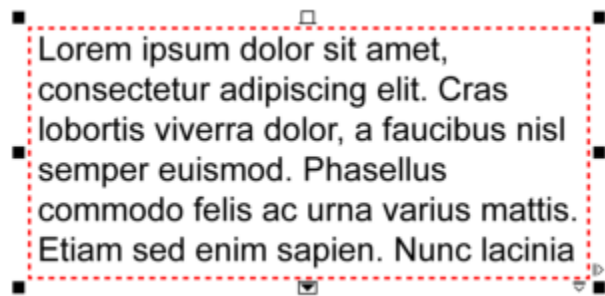 Lorem ipsum dolor sit amet,
consectetur adipiscing elit. Cras
lobortis viverra dolor, a faucibus nisl
semper euismod. Phasellus
commodo felis ac urna varius mattis.
Etiam sed enim sapien. Nunc lacinia